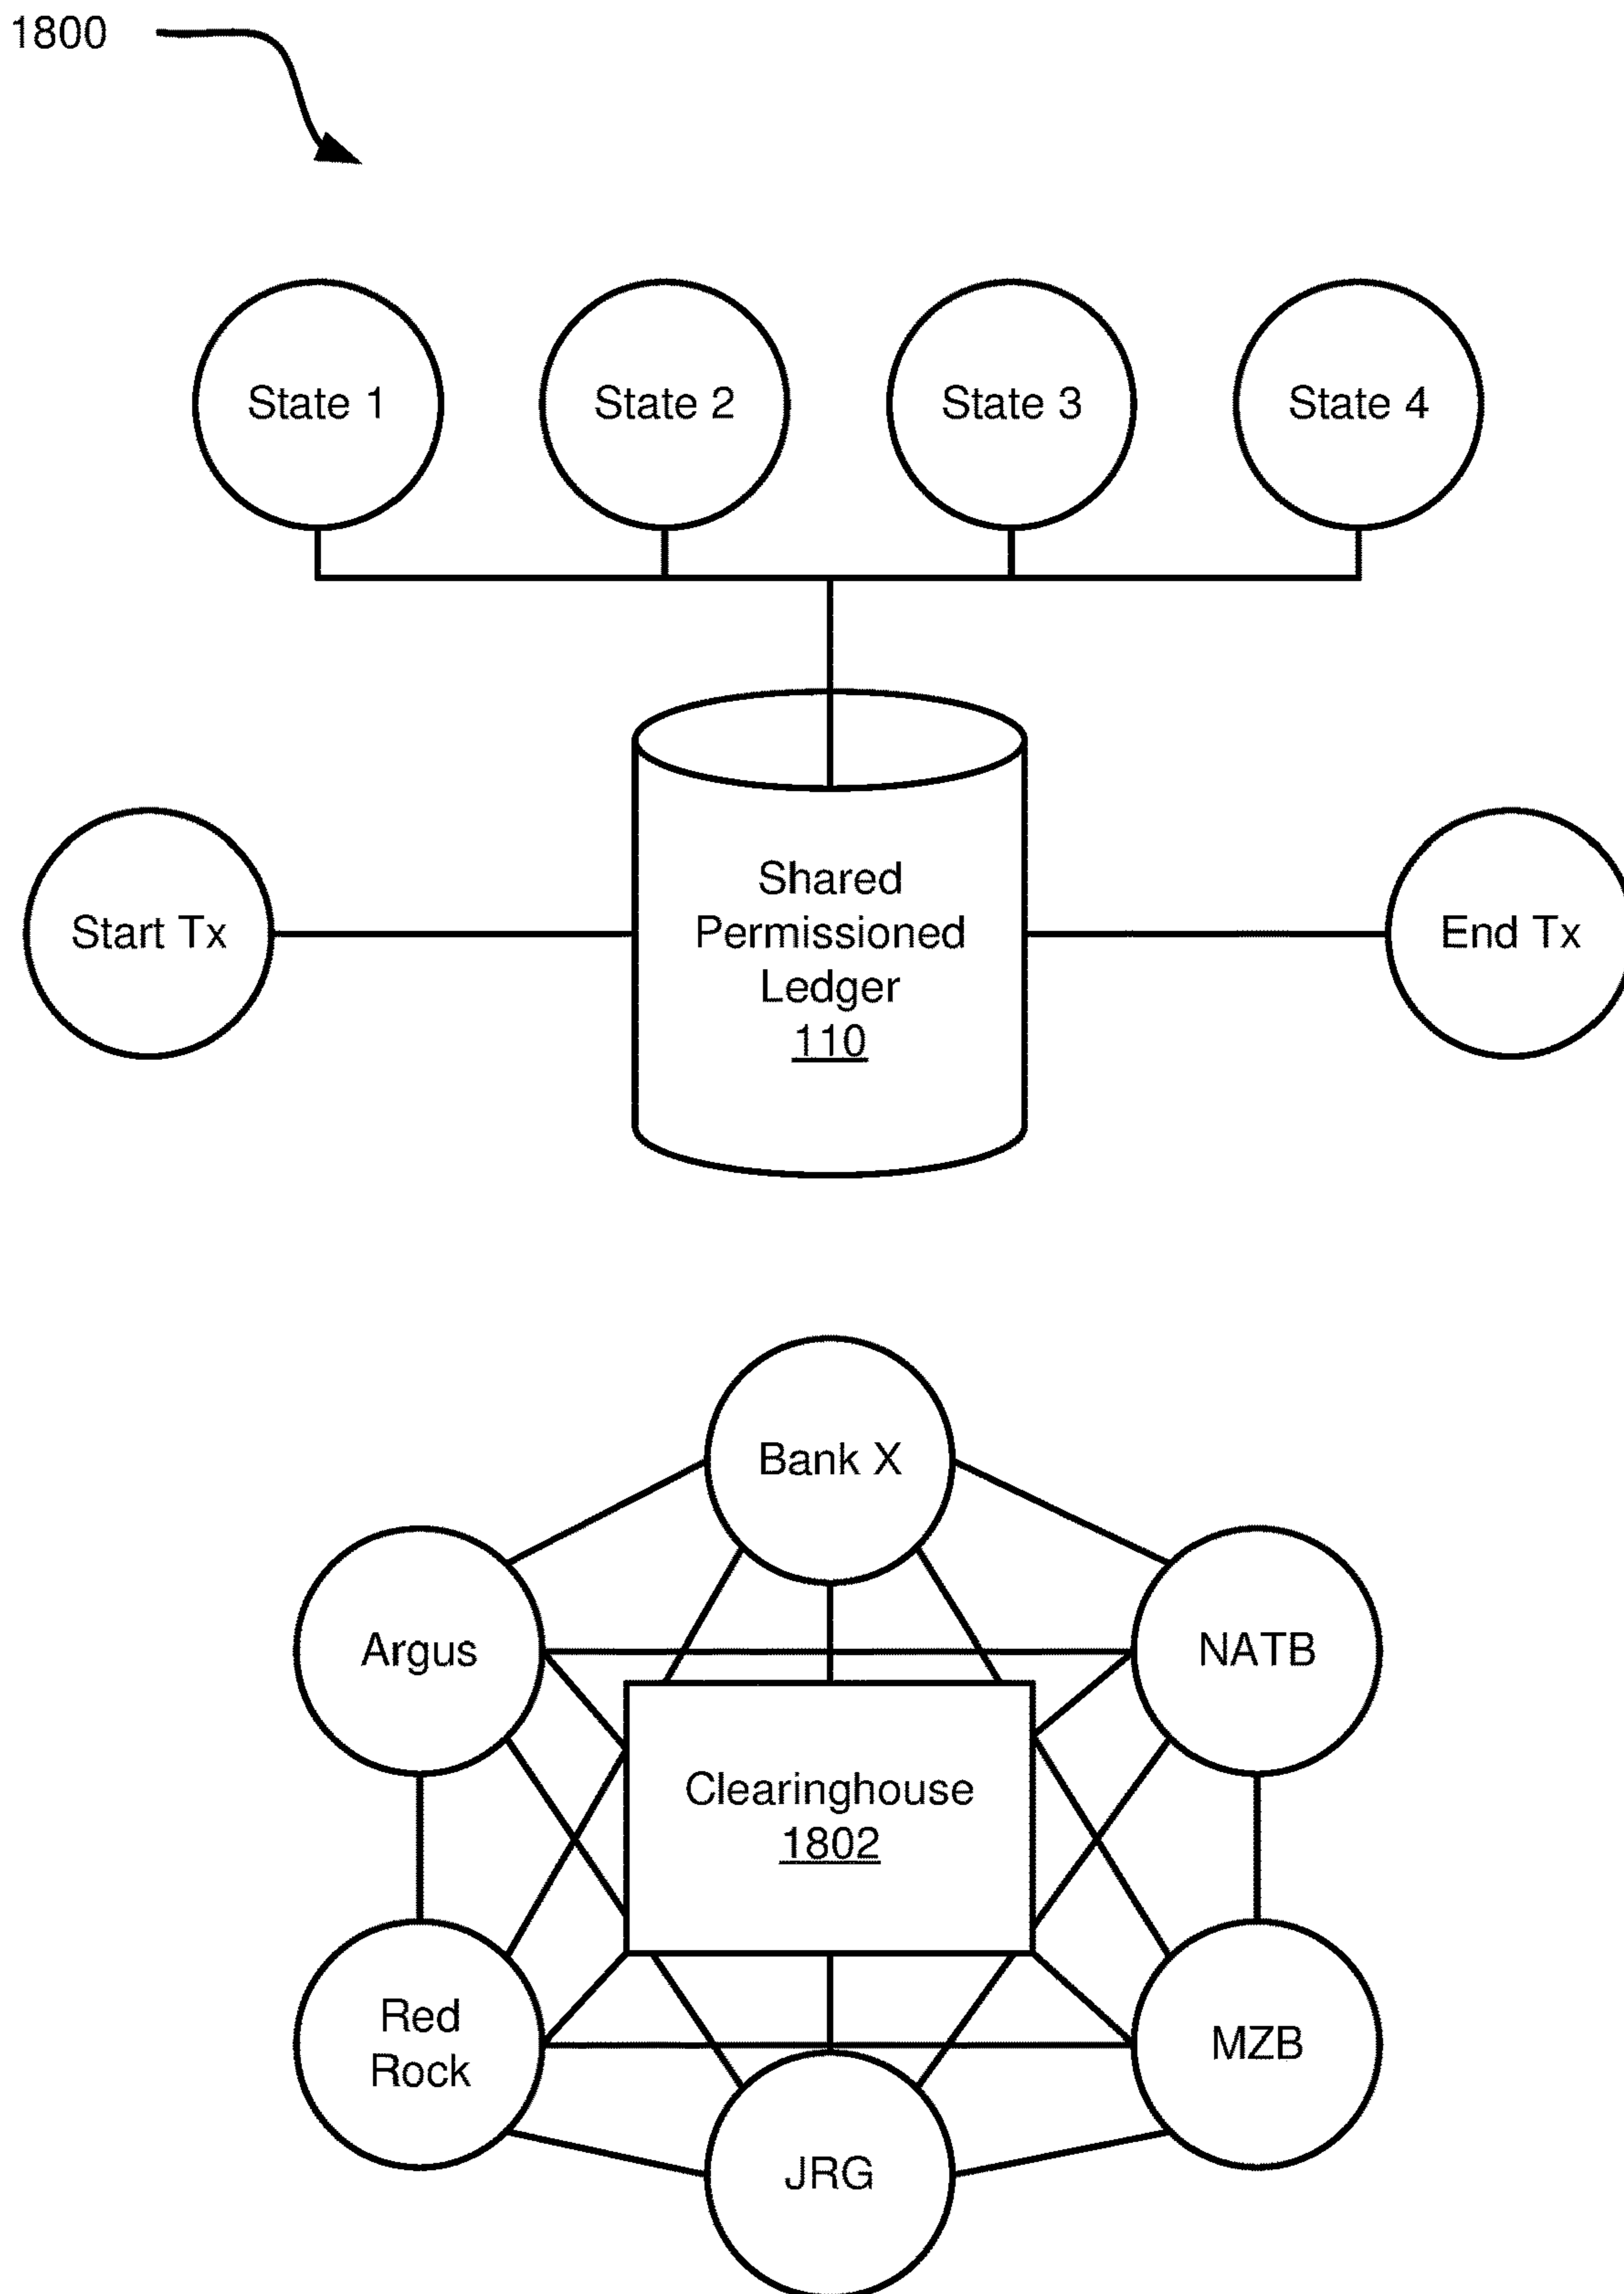 1800
State 1
State 2
State 3
State 4
Start Tx
Shared
Permissioned
Ledger
110
End Tx
Bank X
Argus
NATB
Clearinghouse
1802
Red
Rock
MZB
JRG